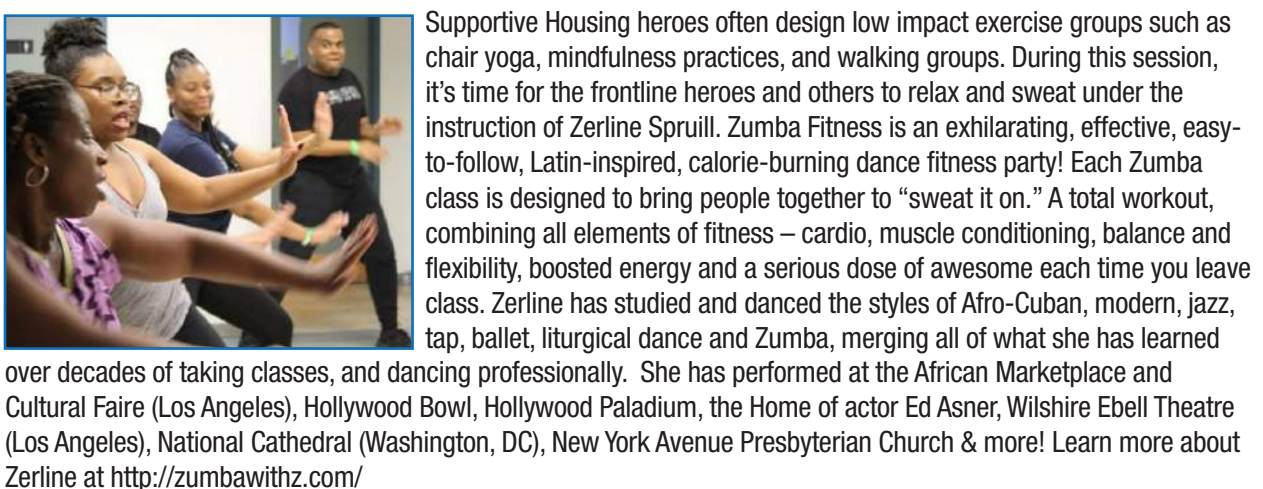 Supportive Housing heroes often design low impact exercise groups such as
chair yoga, mindfulness practices, and walking groups. During this session,
it’s time for the frontline heroes and others to relax and sweat under the
instruction of Zerline Spruill. Zumba Fitness is an exhilarating, effective, easy-
to-follow, Latin-inspired, calorie-burning dance fitness party! Each Zumba
class is designed to bring people together to “sweat it on.” A total workout,
combining all elements of fitness – cardio, muscle conditioning, balance and
flexibility, boosted energy and a serious dose of awesome each time you leave
class. Zerline has studied and danced the styles of Afro-Cuban, modern, jazz,
tap, ballet, liturgical dance and Zumba, merging all of what she has learned
over decades of taking classes, and dancing professionally. She has performed at the African Marketplace and
Cultural Faire (Los Angeles), Hollywood Bowl, Hollywood Paladium, the Home of actor Ed Asner, Wilshire Ebell Theatre
(Los Angeles), National Cathedral (Washington, DC), New York Avenue Presbyterian Church & more! Learn more about
Zerline at http://zumbawithz.com/